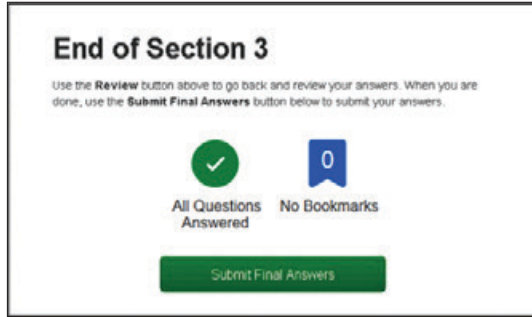 End of Section 3
Use the Review button above to go back and review your answers. When you are
done, use the Submit Final Answers button below to submit your answers.
0
All Questions
Answered
No Bookmarks
Submit Final Answers